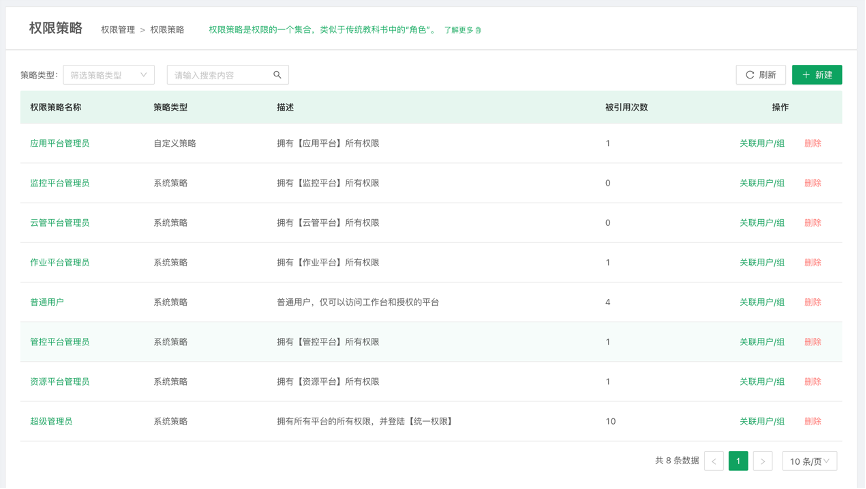 权限策略 权限管理 > 权限策略 权限策略是权限的一个集合，类似于传统教科书中的“角色”。 了解更多
策略类型： 筛选策略类型 请输入搜索内容 刷新 新建
权限策略名称 策略类型 描述 被引用次数 操作
应用平台管理员 自定义策略 拥有【应用平台】所有权限 1 关联用户/组 删除
监控平台管理员 系统策略 拥有【监控平台】所有权限 0 关联用户/组 删除
云管平台管理员 系统策略 拥有【云管平台】所有权限 0 关联用户/组 删除
作业平台管理员 系统策略 拥有【作业平台】所有权限 1 关联用户/组 删除
普通用户 系统策略 普通用户，仅可以访问工作台和授权的平台 4 关联用户/组 删除
管控平台管理员 系统策略 拥有【管控平台】所有权限 1 关联用户/组 删除
资源平台管理员 系统策略 拥有【资源平台】所有权限 1 关联用户/组 删除
超级管理员 系统策略 拥有所有平台的所有权限，并登陆【统一权限】 10 关联用户/组 删除
共 8 条数据 < 1 > 10 条/页